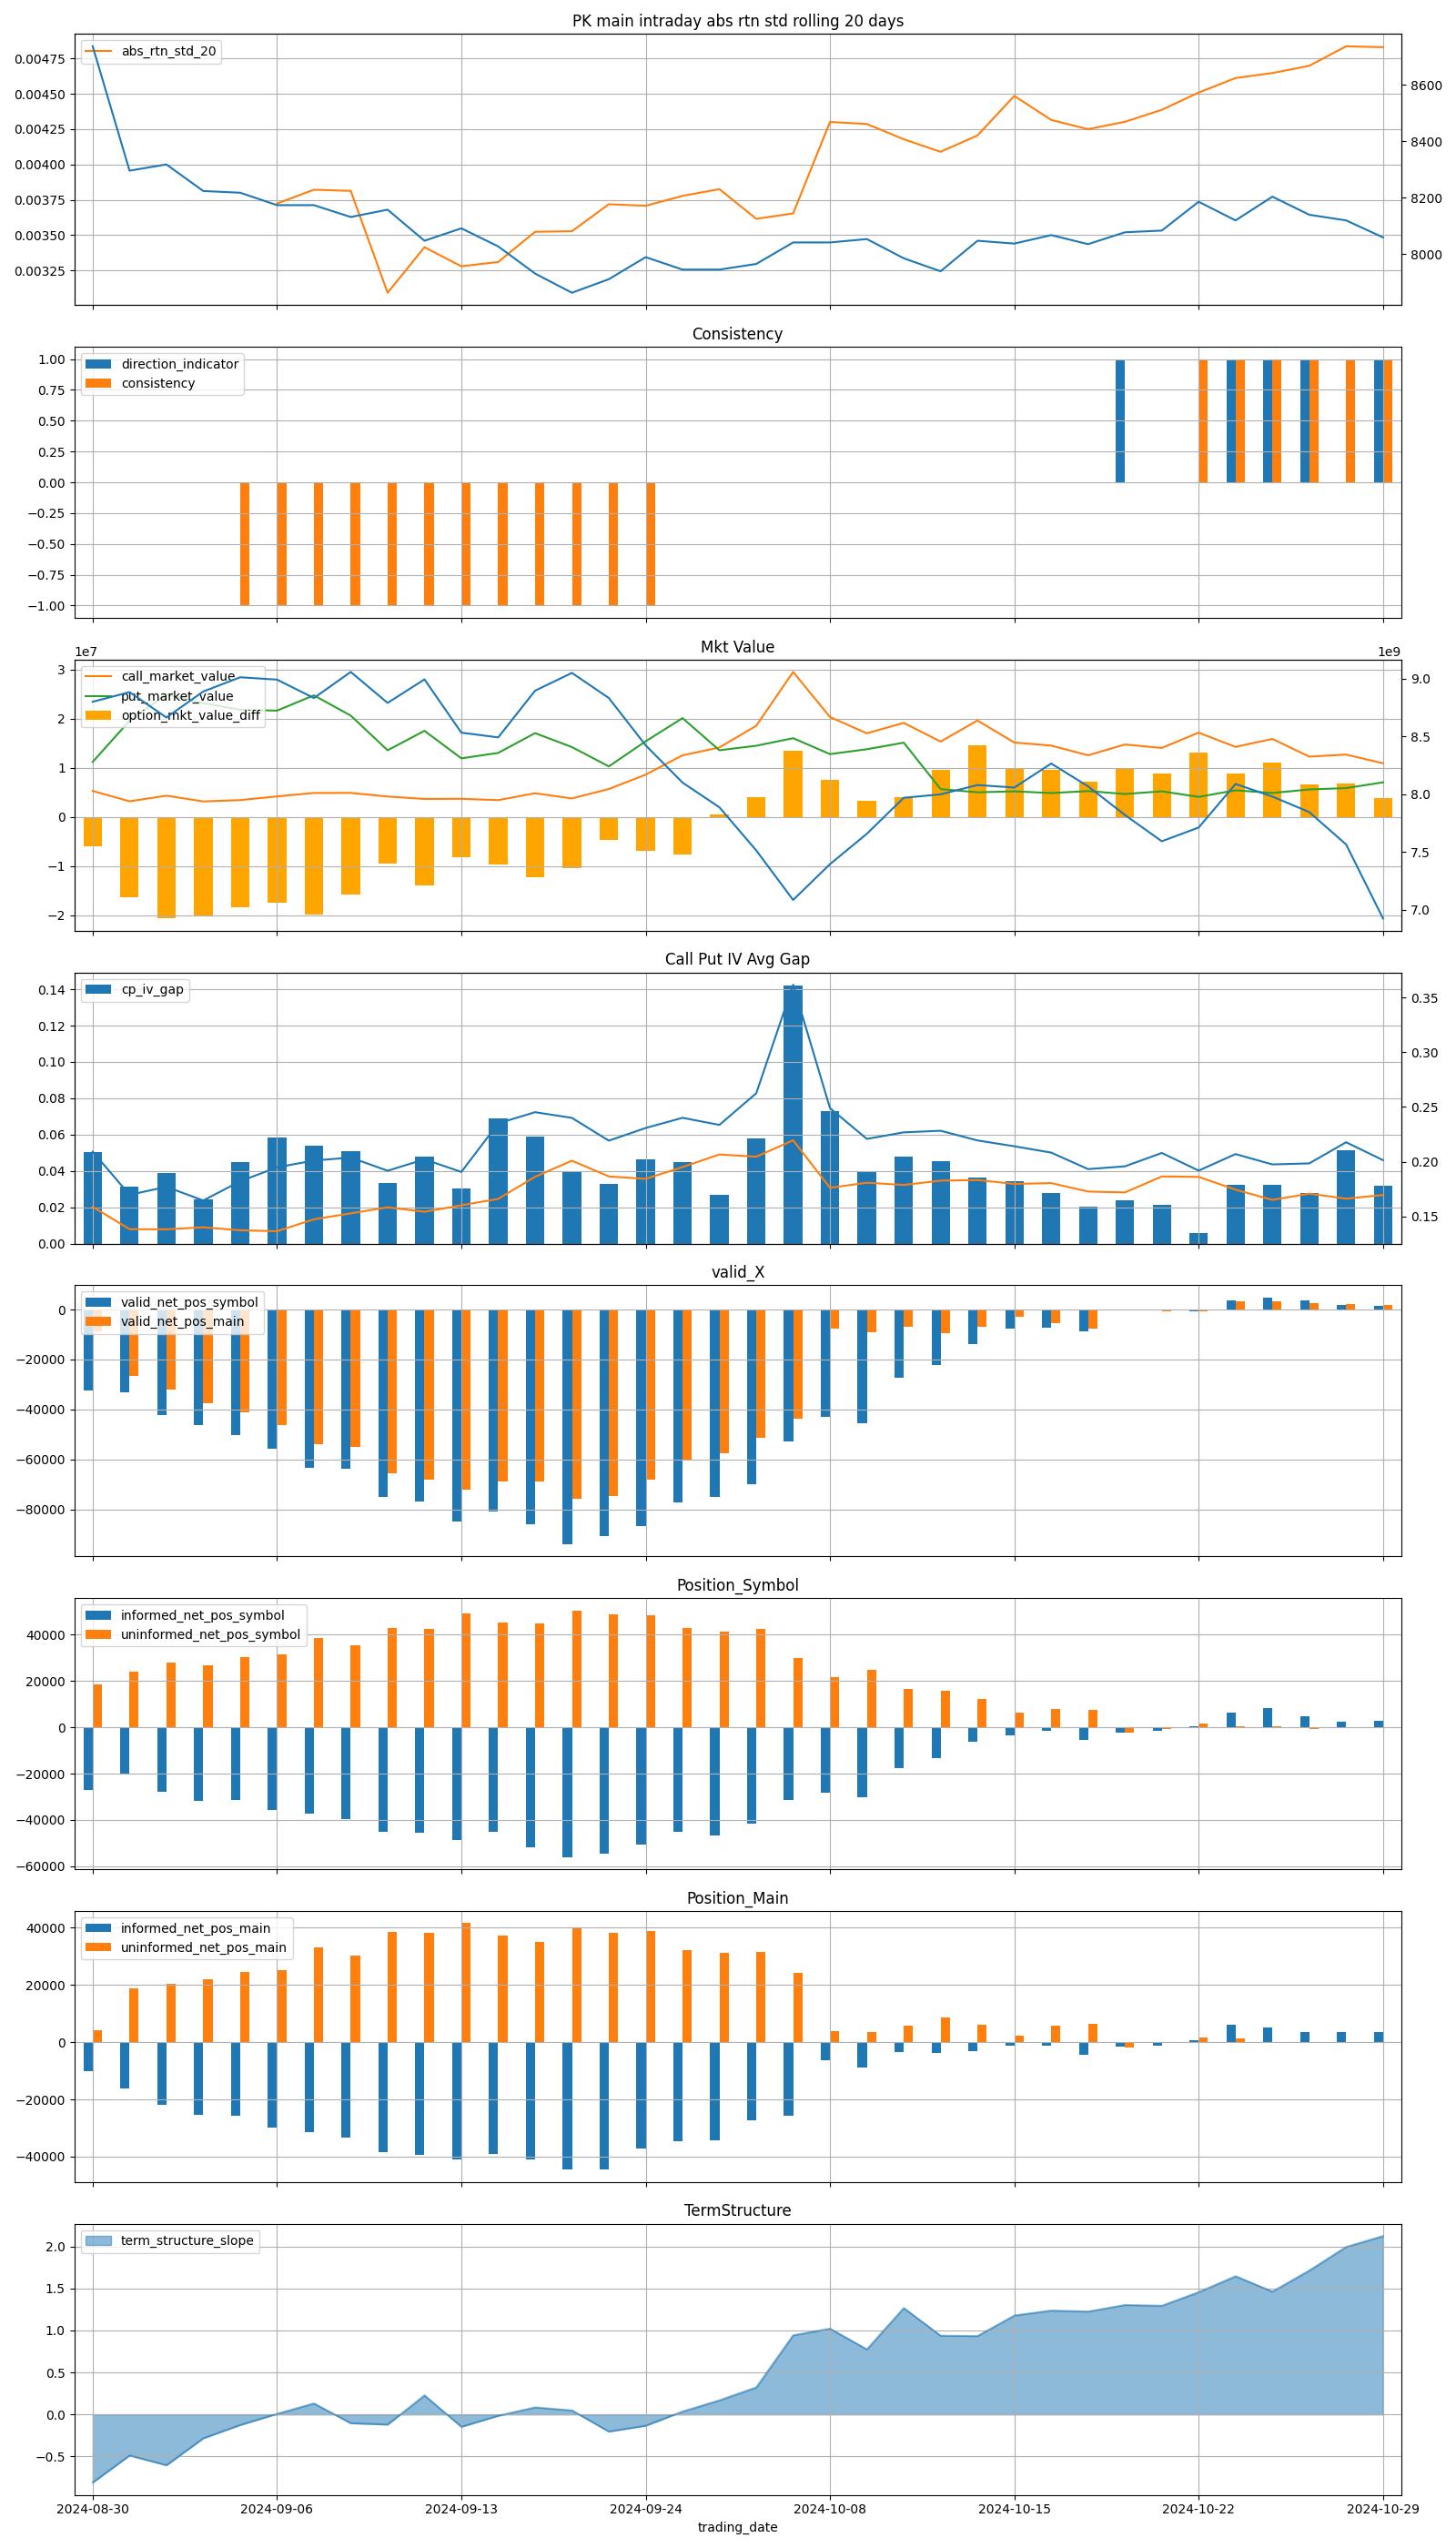 PK main intraday abs rtn std rolling 20 days
abs_rtn_std_20
0.00475
0.00450
0.00425
0.00400
0.00375
0.00350
0.00325
8600
8400
8200
8000
Consistency
direction_indicator
consistency
1.00
0.75
0.50
0.25
0.00
−0.25
−0.50
−0.75
−1.00
Mkt Value
1e7
1e9
call_market_value
put_market_value
option_mkt_value_diff
3
2
1
0
−1
−2
9.0
8.5
8.0
7.5
7.0
Call Put IV Avg Gap
cp_iv_gap
0.14
0.12
0.10
0.08
0.06
0.04
0.02
0.00
0.35
0.30
0.25
0.20
0.15
valid_X
valid_net_pos_symbol
valid_net_pos_main
0
−20000
−40000
−60000
−80000
Position_Symbol
informed_net_pos_symbol
uninformed_net_pos_symbol
40000
20000
0
−20000
−40000
−60000
Position_Main
informed_net_pos_main
uninformed_net_pos_main
40000
20000
0
−20000
−40000
TermStructure
term_structure_slope
2.0
1.5
1.0
0.5
0.0
−0.5
2024-08-30 2024-09-06 2024-09-13 2024-09-24 2024-10-08 2024-10-15 2024-10-22 2024-10-29
trading_date